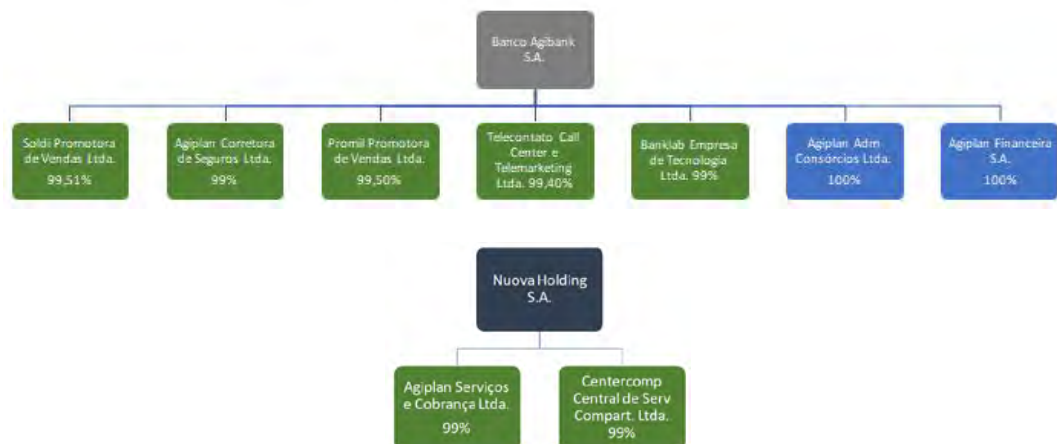 Banco Agibank
S.A.
Soldi Promotora
de Vendas Ltda.
99,51%
Agiplan Corretora
de Seguros Ltda.
99%
Promil Promotora
de Vendas Ltda.
99,50%
Telecontato Call
Center e
Telemarketing
Ltda. 99,40%
Banklab Empresa
de Tecnologia
Ltda. 99%
Agiplan Adm
Consórcios Ltda.
100%
Agiplan Financeira
S.A.
100%
Nuova Holding
S.A.
Agiplan Serviços
e Cobrança Ltda.
99%
Centercomp
Central de Serv
Compart. Ltda.
99%